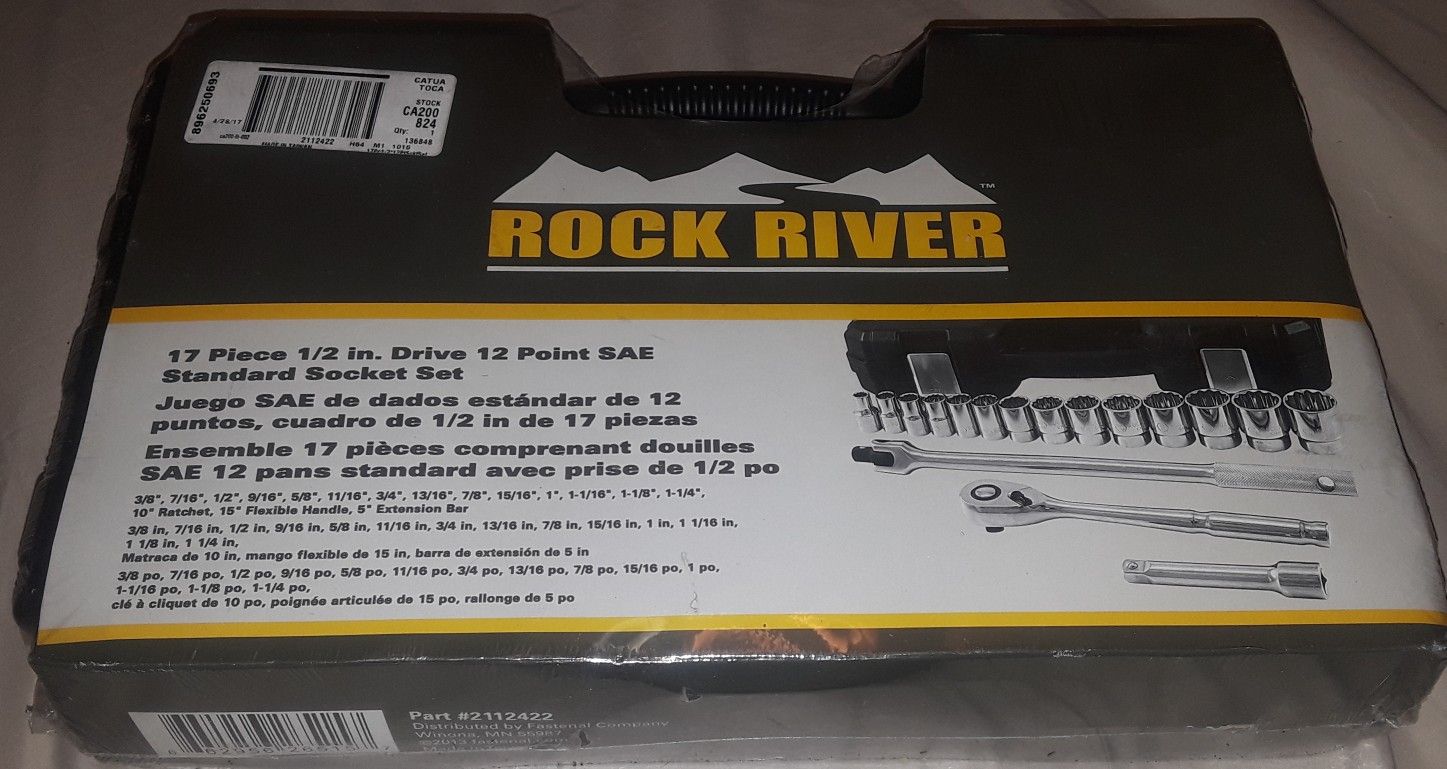 896250693
CATUA
TOCA
STOCK
CA200
824
4/28/17
Qty: 1
2112422 H64 M1 1010
136848
MADE IN TAIWAN
ROCK RIVER™
17 Piece 1/2 in. Drive 12 Point SAE
Standard Socket Set
Juego SAE de dados estándar de 12
puntos, cuadro de 1/2 in de 17 piezas
Ensemble 17 pièces comprenant douilles
SAE 12 pans standard avec prise de 1/2 po
3/8", 7/16", 1/2", 9/16", 5/8", 11/16", 3/4", 13/16", 7/8", 15/16", 1", 1-1/16", 1-1/8", 1-1/4",
10" Ratchet, 15" Flexible Handle, 5" Extension Bar
3/8 in, 7/16 in, 1/2 in, 9/16 in, 5/8 in, 11/16 in, 3/4 in, 13/16 in, 7/8 in, 15/16 in, 1 in, 1 1/16 in,
1 1/8 in, 1 1/4 in,
Matraca de 10 in, mango flexible de 15 in, barra de extensión de 5 in
3/8 po, 7/16 po, 1/2 po, 9/16 po, 5/8 po, 11/16 po, 3/4 po, 13/16 po, 7/8 po, 15/16 po, 1 po,
1-1/16 po, 1-1/8 po, 1-1/4 po,
clé à cliquet de 10 po, poignée articulée de 15 po, rallonge de 5 po
Part #2112422
Distributed by Fastenal Company
Winona, MN 55987
©2013 fastenal
Made in